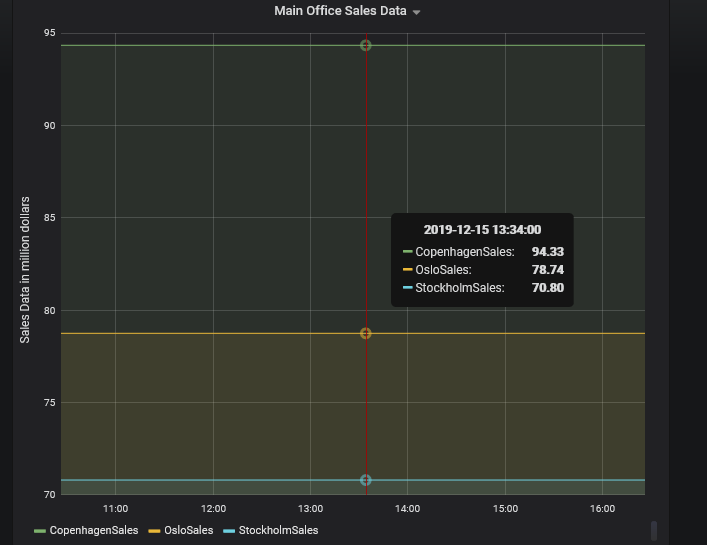 Main Office Sales Data
95
90
85
80
75
70
Sales Data in million dollars
2019-12-15 13:34:00
CopenhagenSales: 94.33
OsloSales: 78.74
StockholmSales: 70.80
11:00 12:00 13:00 14:00 15:00 16:00
CopenhagenSales OsloSales StockholmSales